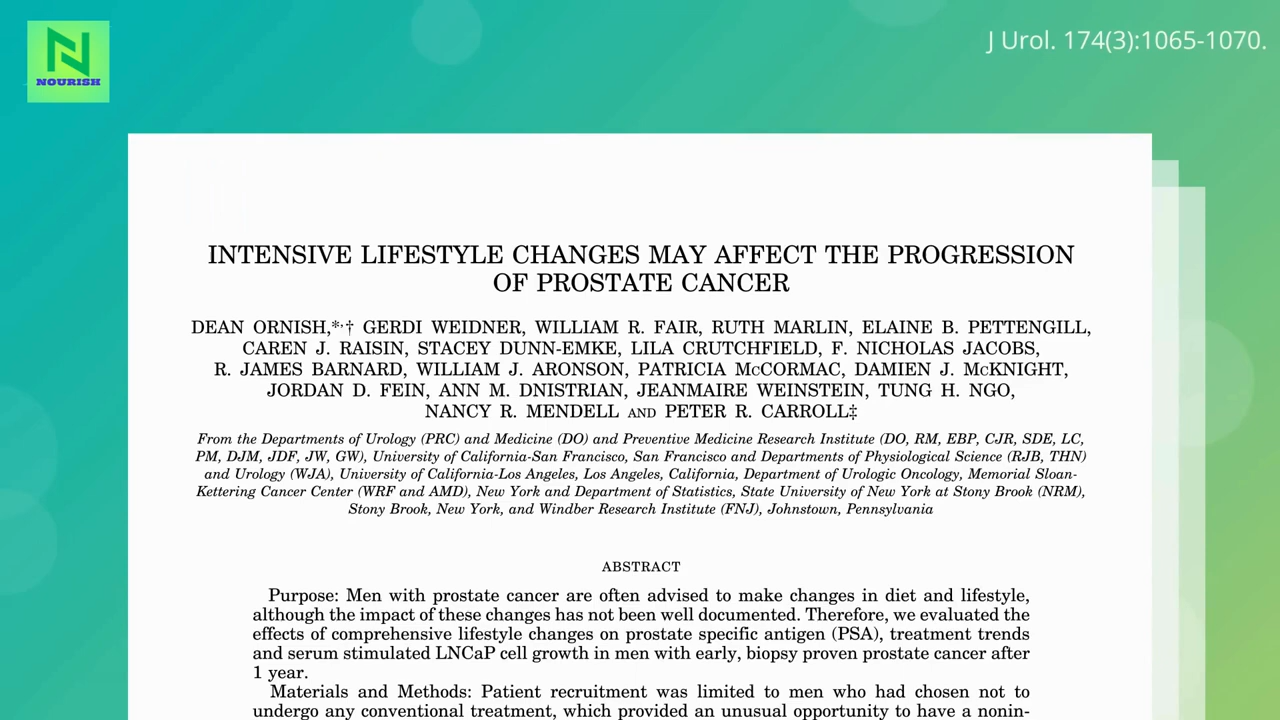 N
NOURISH
J Urol. 174(3):1065-1070.
INTENSIVE LIFESTYLE CHANGES MAY AFFECT THE PROGRESSION
OF PROSTATE CANCER
DEAN ORNISH,*,† GERDI WEIDNER, WILLIAM R. FAIR, RUTH MARLIN, ELAINE B. PETTENGILL,
CAREN J. RAISIN, STACEY DUNN-EMKE, LILA CRUTCHFIELD, F. NICHOLAS JACOBS,
R. JAMES BARNARD, WILLIAM J. ARONSON, PATRICIA McCORMAC, DAMIEN J. McKNIGHT,
JORDAN D. FEIN, ANN M. DNISTRIAN, JEANMAIRE WEINSTEIN, TUNG H. NGO,
NANCY R. MENDELL AND PETER R. CARROLL‡
From the Departments of Urology (PRC) and Medicine (DO) and Preventive Medicine Research Institute (DO, RM, EBP, CJR, SDE, LC,
PM, DJM, JDF, JW, GW), University of California-San Francisco, San Francisco and Departments of Physiological Science (RJB, THN)
and Urology (WJA), University of California-Los Angeles, Los Angeles, California, Department of Urologic Oncology, Memorial Sloan-
Kettering Cancer Center (WRF and AMD), New York and Department of Statistics, State University of New York at Stony Brook (NRM),
Stony Brook, New York, and Windber Research Institute (FNJ), Johnstown, Pennsylvania
ABSTRACT
Purpose: Men with prostate cancer are often advised to make changes in diet and lifestyle,
although the impact of these changes has not been well documented. Therefore, we evaluated the
effects of comprehensive lifestyle changes on prostate specific antigen (PSA), treatment trends
and serum stimulated LNCaP cell growth in men with early, biopsy proven prostate cancer after
1 year.
Materials and Methods: Patient recruitment was limited to men who had chosen not to
undergo any conventional treatment, which provided an unusual opportunity to have a nonin-